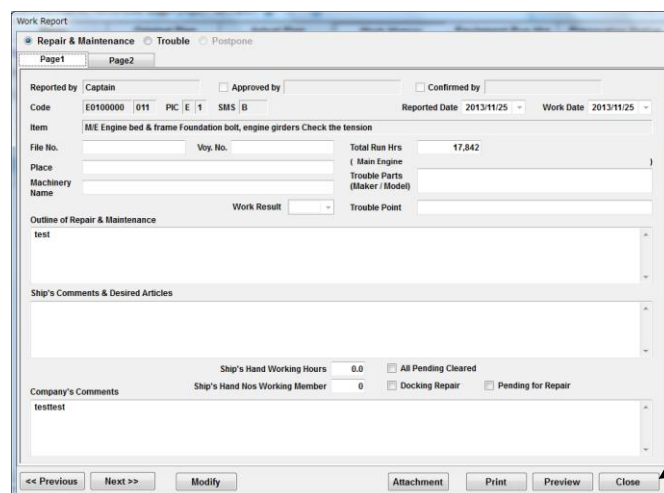 Work Report
Repair & Maintenance Trouble Postpone
Page1 Page2
Reported by Captain Approved by Confirmed by
Code E0100000 011 PIC E 1 SMS B Reported Date 2013/11/25 Work Date 2013/11/25
Item M/E Engine bed & frame Foundation bolt, engine girders Check the tension
File No. Voy. No. Total Run Hrs 17,842
( Main Engine )
Place Trouble Parts
(Maker / Model)
Machinery
Name
Work Result Trouble Point
Outline of Repair & Maintenance
test
Ship's Comments & Desired Articles
Ship's Hand Working Hours 0.0 All Pending Cleared
Ship's Hand Nos Working Member 0 Docking Repair Pending for Repair
Company's Comments
testtest
<< Previous Next >> Modify Attachment Print Preview Close